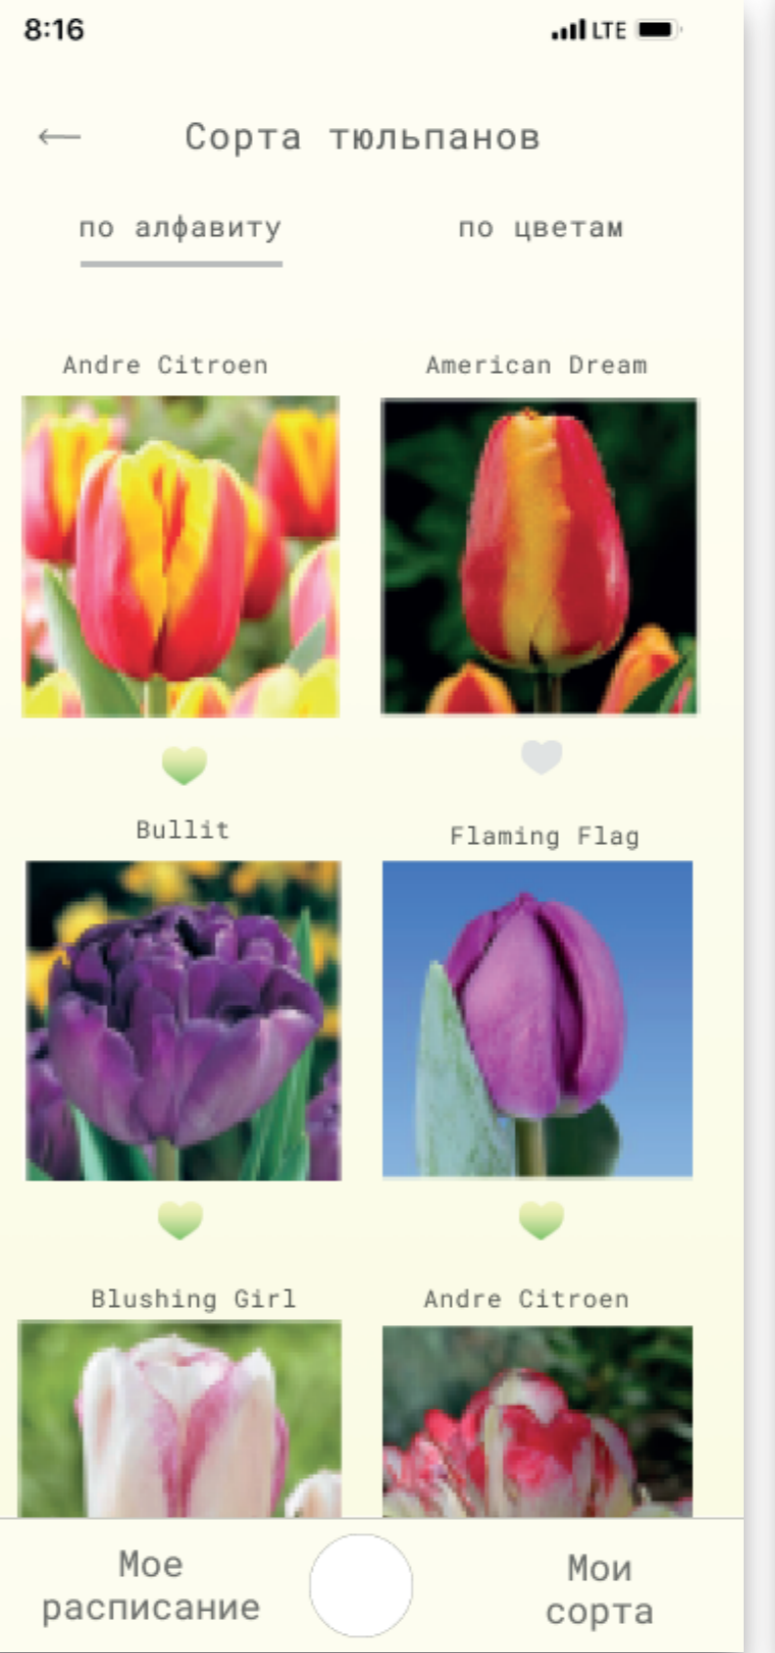 8:16 LTE
Сорта тюльпанов
по алфавиту по цветам
Andre Citroen American Dream
Bullit Flaming Flag
Blushing Girl Andre Citroen
Мое
расписание
Мои
сорта